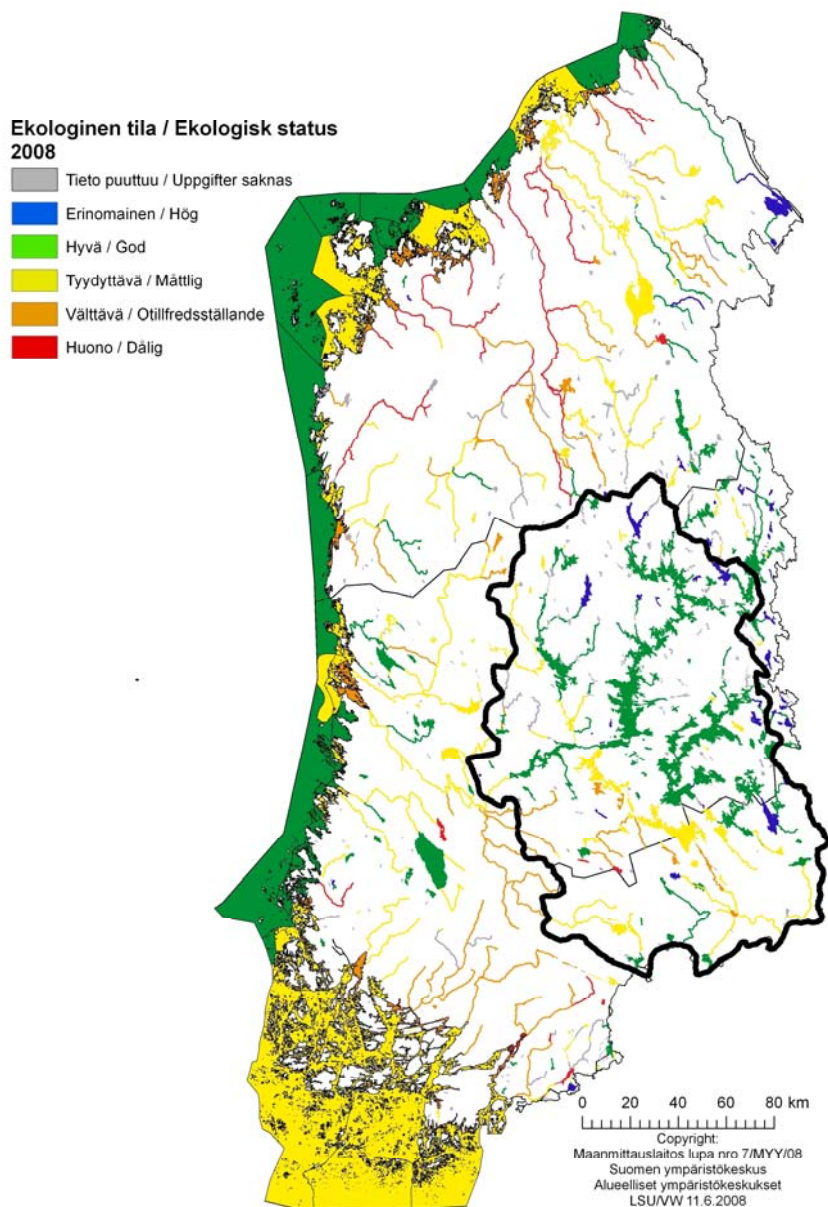 Ekologinen tila / Ekologisk status
2008
Tieto puuttuu / Uppgifter saknas
Erinomainen / Hög
Hyvä / God
Tyydyttävä / Måttlig
Välttävä / Otillfredsställande
Huono / Dålig
0 20 40 60 80 km
Copyright:
Maanmittauslaitos lupa nro 7/MYY/08
Suomen ympäristökeskus
Alueelliset ympäristökeskukset
LSU/VW 11.6.2008